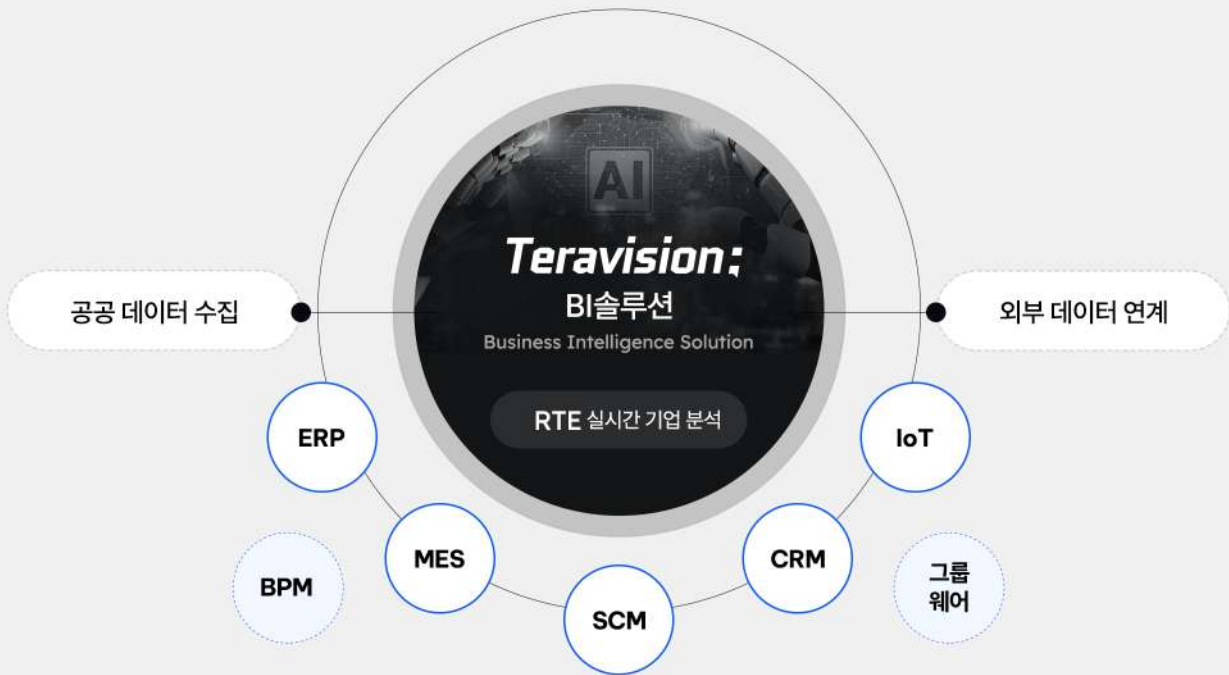 AI
Teravision;
BI솔루션
Business Intelligence Solution
공공 데이터 수집
외부 데이터 연계
RTE 실시간 기업 분석
ERP
IoT
MES
CRM
BPM
그룹
웨어
SCM